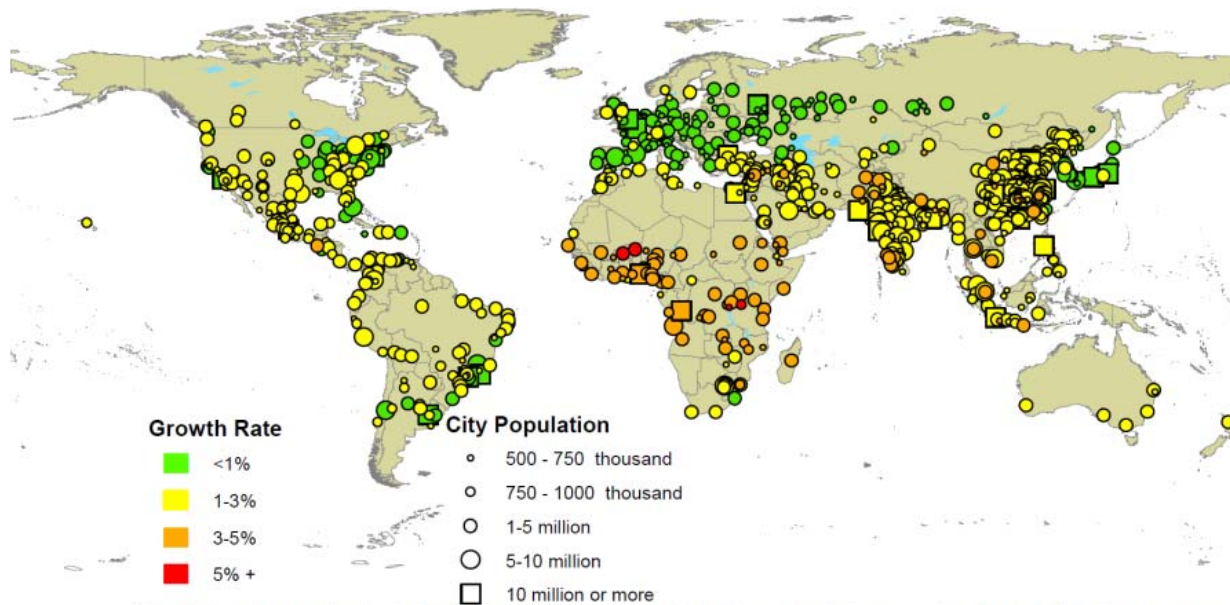 Growth Rate
<1%
1-3%
3-5%
5% +
City Population
500 - 750 thousand
750 - 1000 thousand
1-5 million
5-10 million
10 million or more